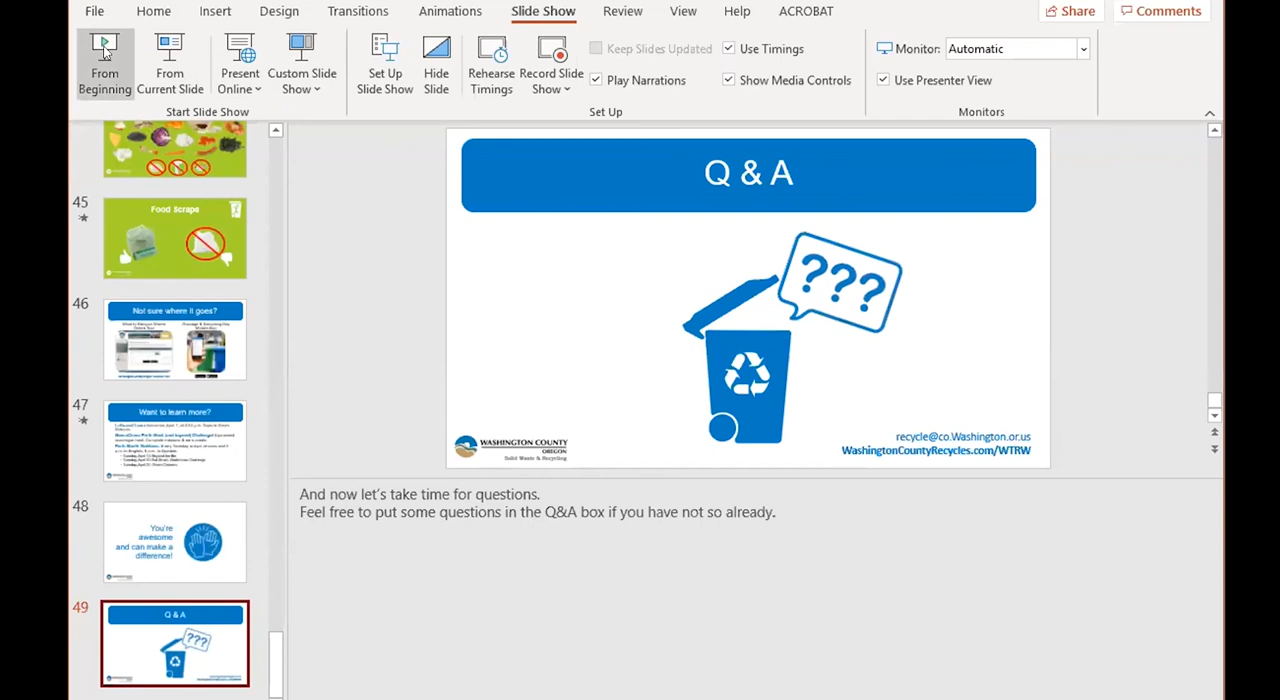 File Home Insert Design Transitions Animations Slide Show Review View Help ACROBAT Share Comments
From Beginning
From Current Slide
Present Online
Custom Slide Show
Set Up Slide Show
Hide Slide
Rehearse Timings
Record Slide Show
Keep Slides Updated
Use Timings
Play Narrations
Show Media Controls
Monitor: Automatic
Use Presenter View
Start Slide Show
Set Up
Monitors
45
Food Scraps
46
Not sure where it goes?
47
Want to learn more?
48
You're
awesome
and can make a
difference!
49
Q & A
???
Q & A
???
WASHINGTON COUNTY
OREGON
Solid Waste & Recycling
recycle@co.Washington.or.us
WashingtonCountyRecycles.com/WTRW
And now let's take time for questions.
Feel free to put some questions in the Q&A box if you have not so already.